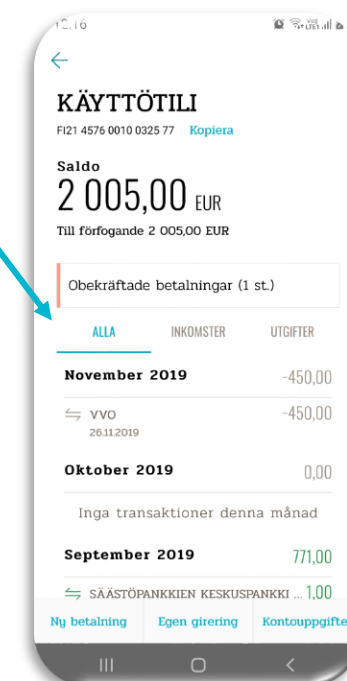 12.16
KÄYTTÖTILI
FI21 4576 0010 0325 77 Kopiera
Saldo
2 005,00 EUR
Till förfogande 2 005,00 EUR
Obekräftade betalningar (1 st.)
ALLA INKOMSTER UTGIFTER
November 2019 -450,00
VVO -450,00
26.11.2019
Oktober 2019 0,00
Inga transaktioner denna månad
September 2019 771,00
SÄÄSTÖPANKKIEN KESKUSPANKKI ... 1,00
Ny betalning Egen girering Kontouppgifte